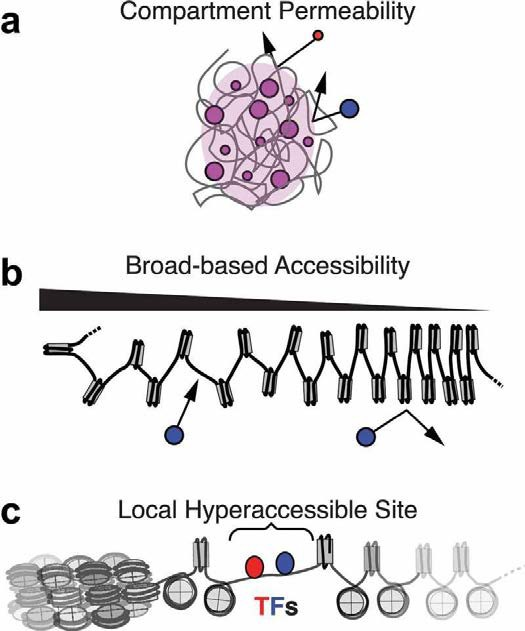 a
Compartment Permeability
b
Broad-based Accessibility
c
Local Hyperaccessible Site
TFs